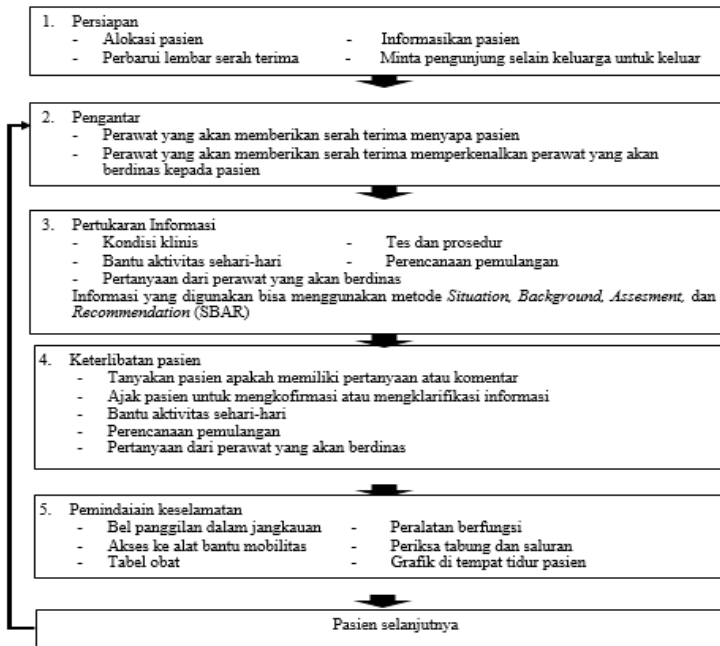 1. Persiapan
- Alokasi pasien - Informasikan pasien
- Perbarui lembar serah terima - Minta pengunjung selain keluarga untuk keluar
2. Pengantar
- Perawat yang akan memberikan serah terima menyapa pasien
- Perawat yang akan memberikan serah terima memperkenalkan perawat yang akan
berdinas kepada pasien
3. Pertukaran Informasi
- Kondisi klinis - Tes dan prosedur
- Bantu aktivitas sehari-hari - Perencanaan pemulangan
- Pertanyaan dari perawat yang akan berdinas
Informasi yang digunakan bisa menggunakan metode Situation, Background, Assesment, dan
Recommendation (SBAR)
4. Keterlibatan pasien
- Tanyakan pasien apakah memiliki pertanyaan atau komentar
- Ajak pasien untuk mengkofirmasi atau mengklarifikasi informasi
- Bantu aktivitas sehari-hari
- Perencanaan pemulangan
- Pertanyaan dari perawat yang akan berdinas
5. Pemindaiain keselamatan
- Bel panggilan dalam jangkauan - Peralatan berfungsi
- Akses ke alat bantu mobilitas - Periksa tabung dan saluran
- Tabel obat - Grafik di tempat tidur pasien
Pasien selanjutnya